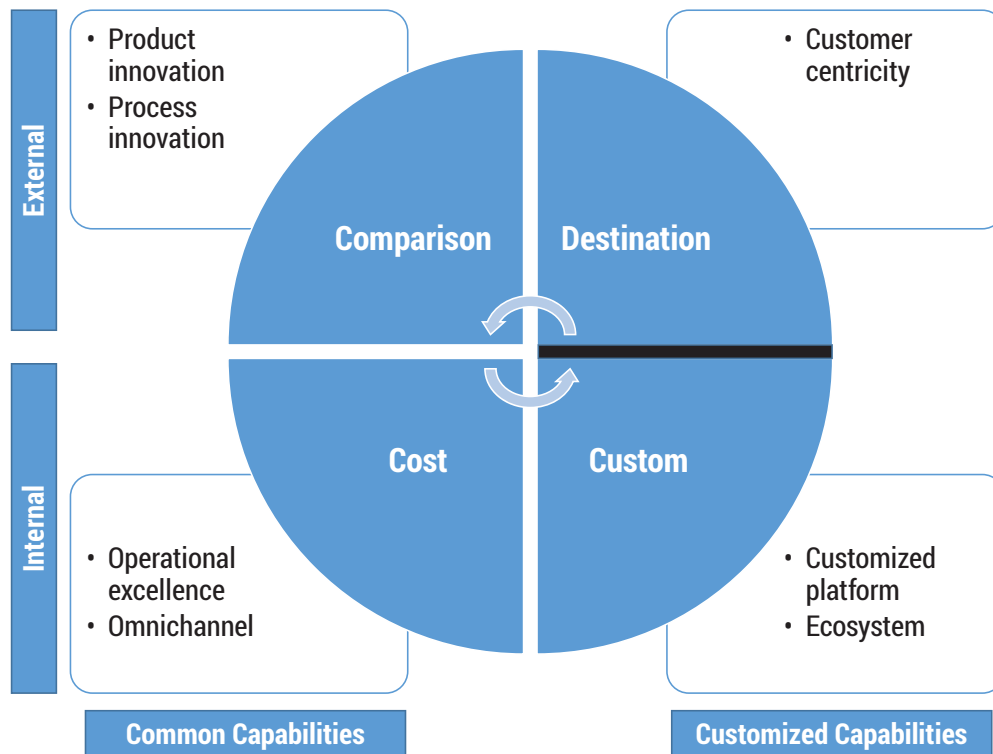 External
• Product
innovation
• Process
innovation
• Customer
centricity
Comparison
Destination
Internal
Cost
Custom
• Operational
excellence
• Omnichannel
• Customized
platform
• Ecosystem
Common Capabilities
Customized Capabilities